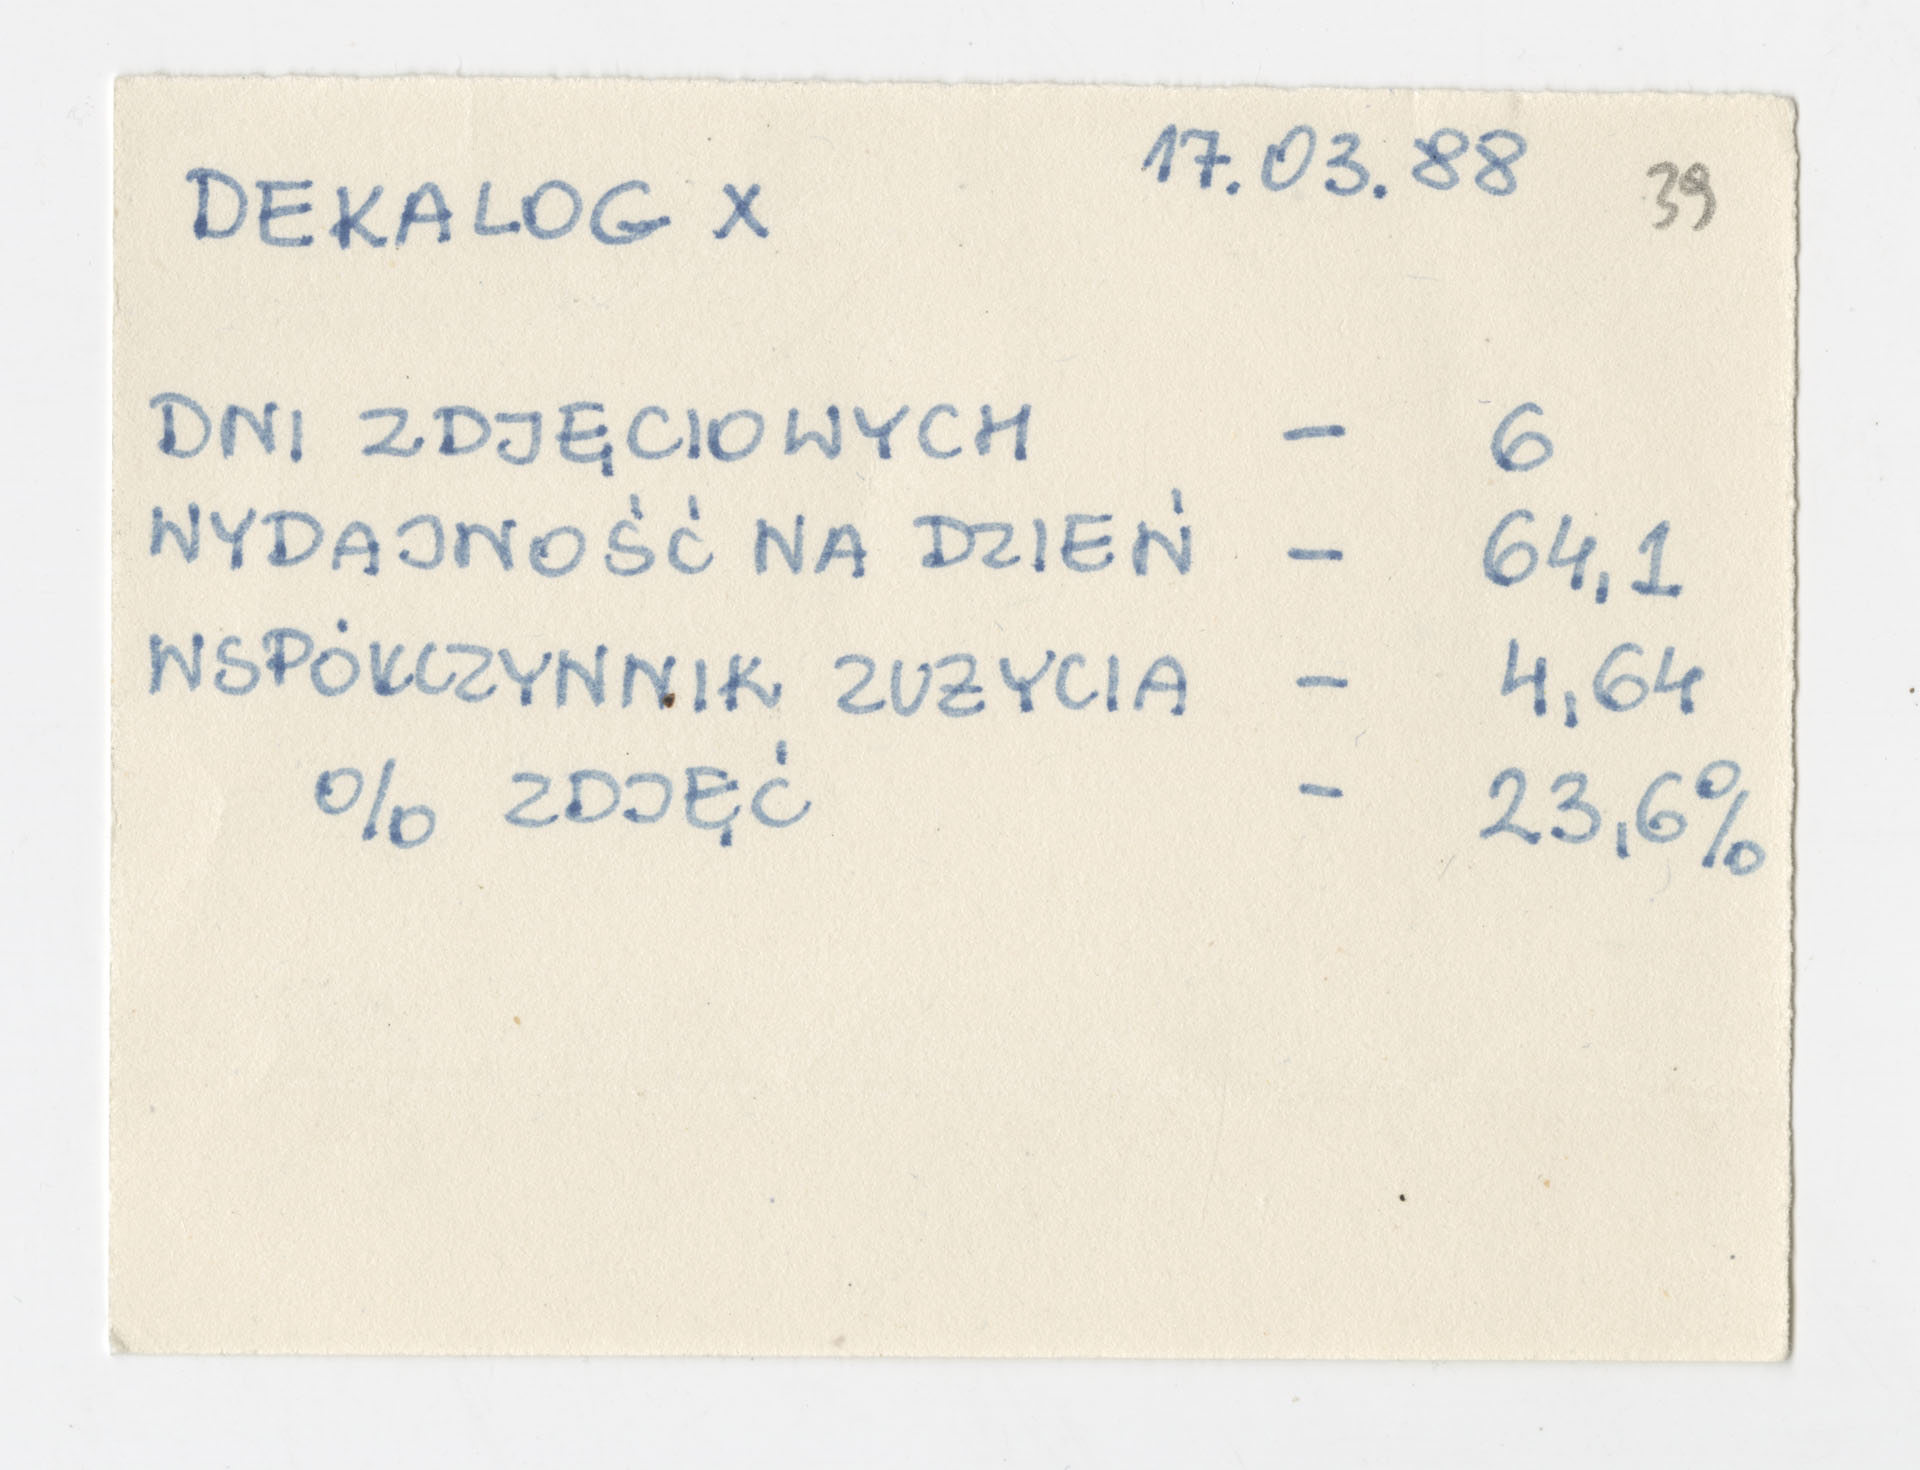 17.03.88 39
DEKALOG X
DNI ZDJĘCIOWYCH - 6
WYDAJNOŚĆ NA DZIEŃ - 64,1
WSPÓŁCZYNNIK ZUŻYCIA - 4,64
% ZDJĘĆ - 23,6%